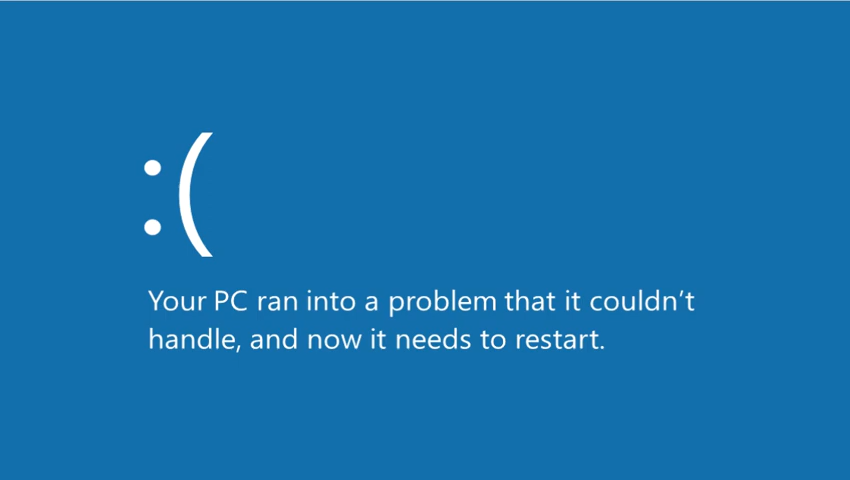 :(
Your PC ran into a problem that it couldn’t
handle, and now it needs to restart.